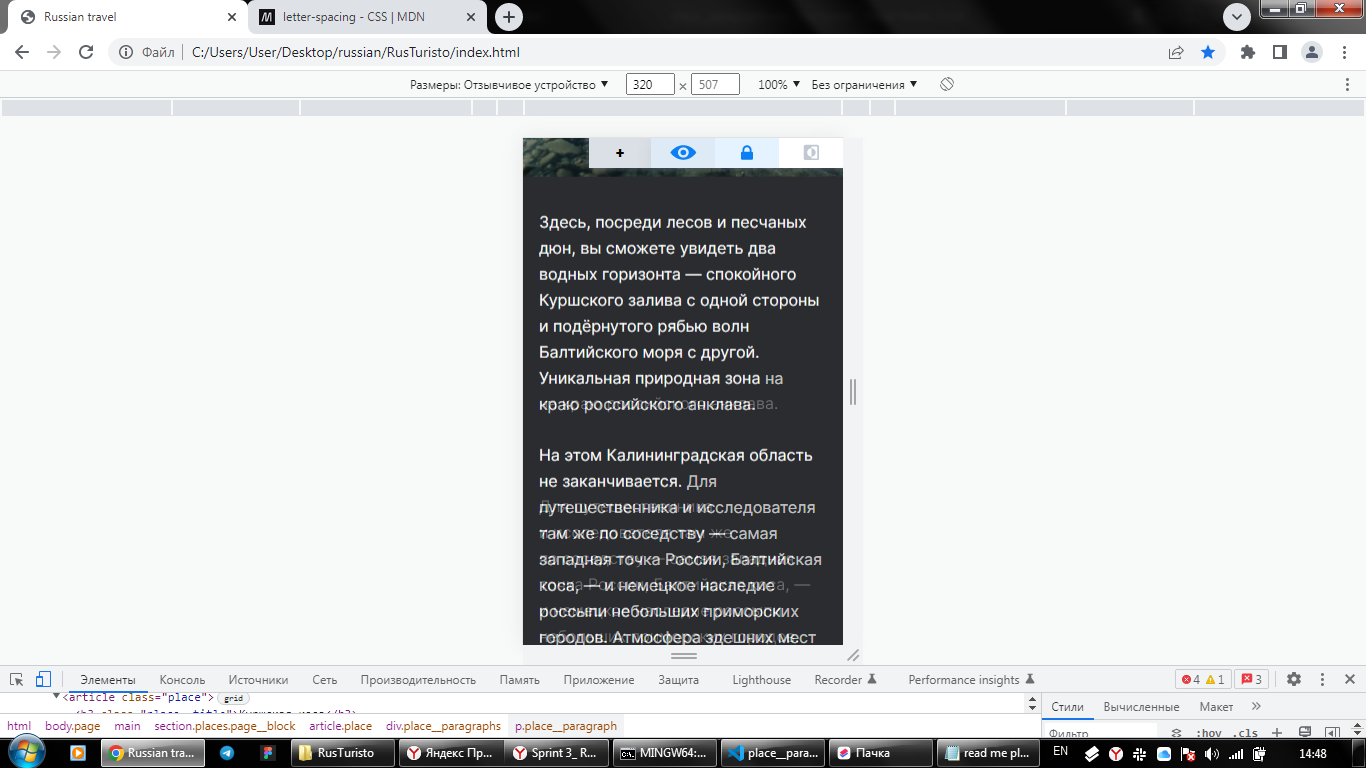 Russian travel
letter-spacing - CSS | MDN
Файл
C:/Users/User/Desktop/russian/RusTuristo/index.html
Размеры: Отзывчивое устройство ▼
320 × 507
100% ▼
Без ограничения ▼
Здесь, посреди лесов и песчаных
дюн, вы сможете увидеть два
водных горизонта — спокойного
Куршского залива с одной стороны
и подёрнутого рябью волн
Балтийского моря с другой.
Уникальная природная зона на
краю российского анклава.
На этом Калининградская область
не заканчивается. Для
путешественника и исследователя
там же по соседству — самая
западная точка России, Балтийская
коса, — и немецкое наследие
россыпи небольших приморских
городов. Атмосфера здешних мест
Элементы Консоль Источники Сеть Производительность Память Приложение Защита Lighthouse Recorder Performance insights 4 1 3
<article class="place"> grid
Стили Вычисленные Макет »
html body.page main section.places.page__block article.place div.place__paragraphs p.place__paragraph
Фильтр :hov .cls +
Russian tra...
RusTuristo
Яндекс Пр...
Sprint 3_ R...
MINGW64:...
place__para...
Пачка
read me pl...
EN
14:48